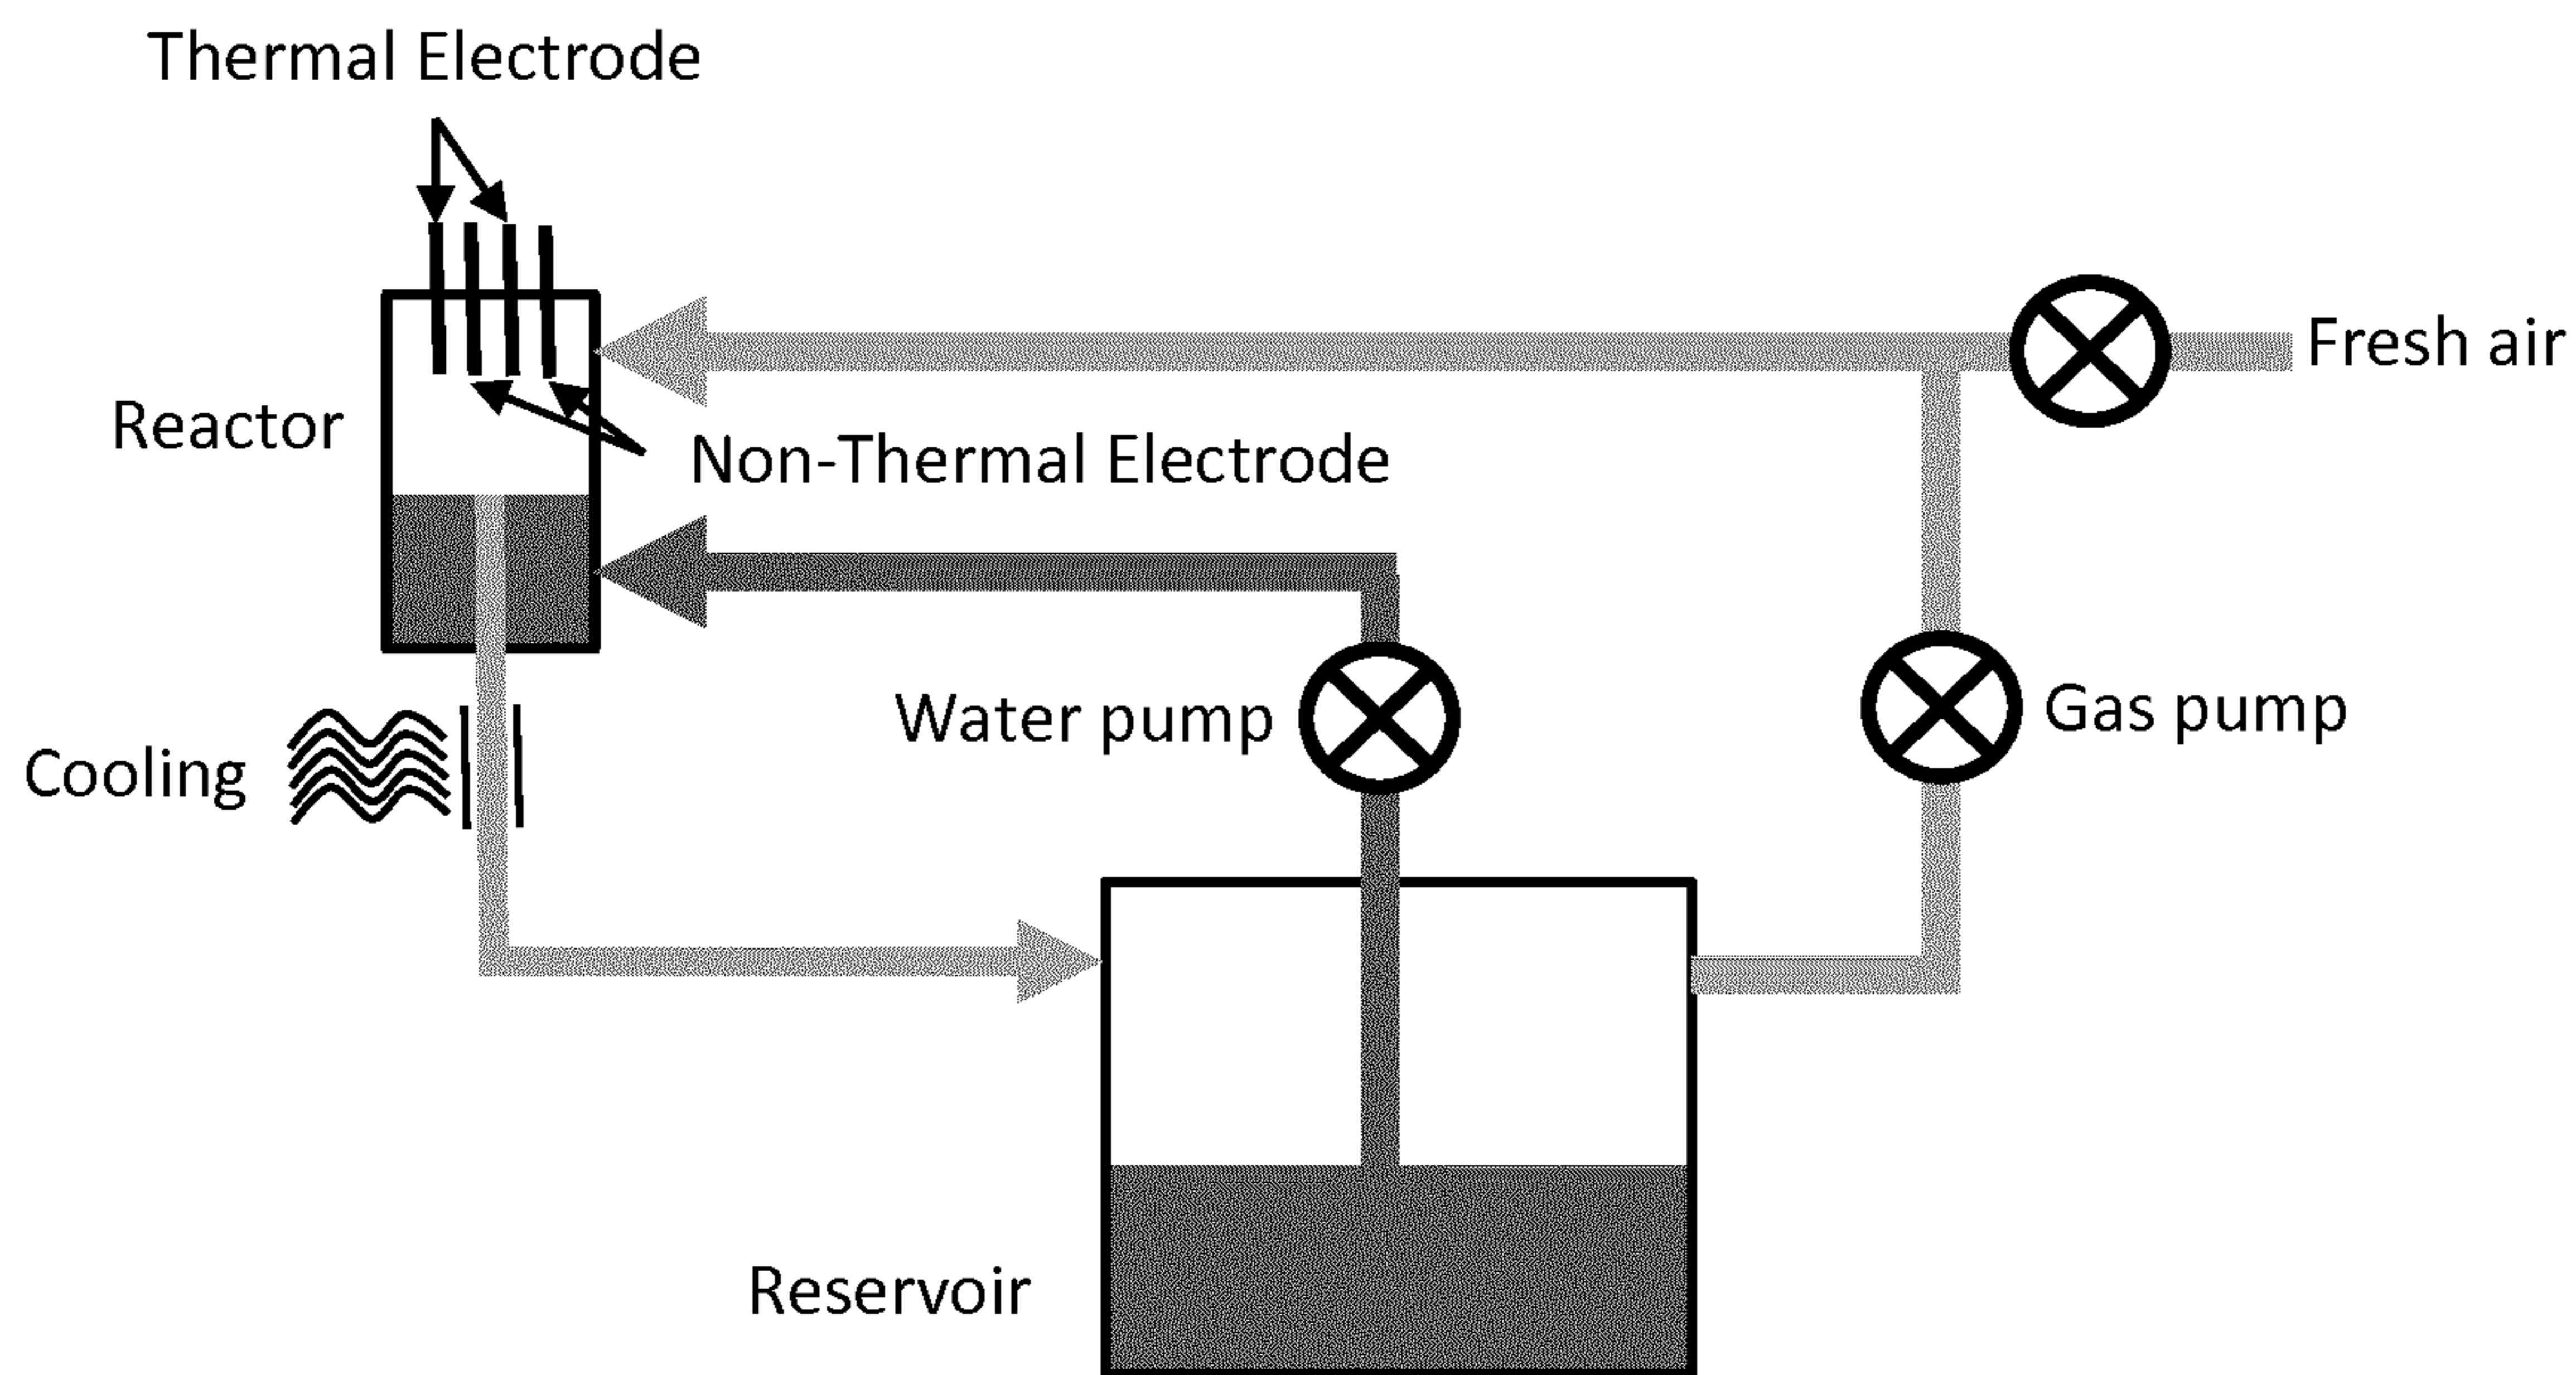 Thermal Electrode
Fresh air
Reactor
Non-Thermal Electrode
Water pump
Gas pump
Cooling
Reservoir